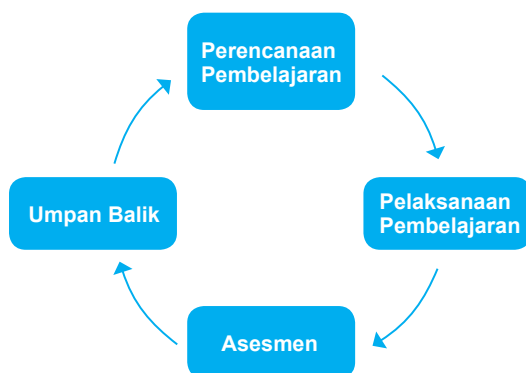 Perencanaan
Pembelajaran
Pelaksanaan
Pembelajaran
Asesmen
Umpan Balik